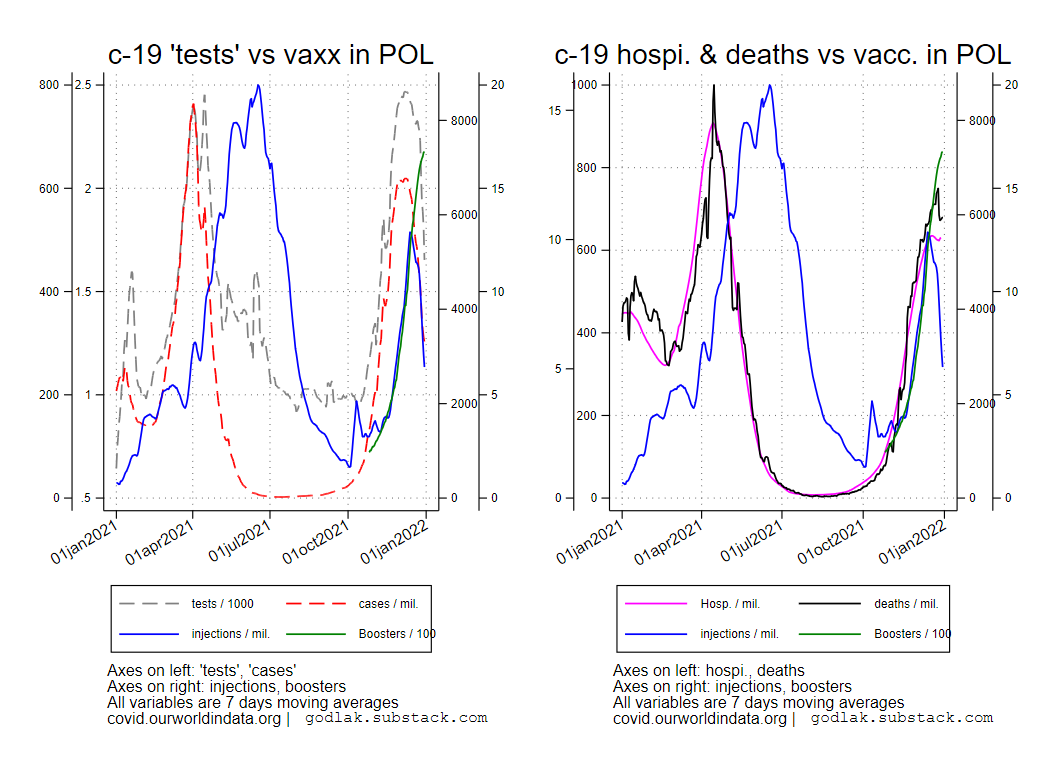 c-19 'tests' vs vaxx in POL
800
600
400
200
0
2.5
2
1.5
1
.5
8000
6000
4000
2000
0
20
15
10
5
0
01jan2021
01apr2021
01jul2021
01oct2021
01jan2022
tests / 1000
cases / mil.
injections / mil.
Boosters / 100
Axes on left: 'tests', 'cases'
Axes on right: injections, boosters
All variables are 7 days moving averages
covid.ourworldindata.org | godlak.substack.com
c-19 hospi. & deaths vs vacc. in POL
15
10
5
1000
800
600
400
200
0
8000
6000
4000
2000
0
20
15
10
5
0
01jan2021
01apr2021
01jul2021
01oct2021
01jan2022
Hosp. / mil.
deaths / mil.
injections / mil.
Boosters / 100
Axes on left: hospi., deaths
Axes on right: injections, boosters
All variables are 7 days moving averages
covid.ourworldindata.org | godlak.substack.com